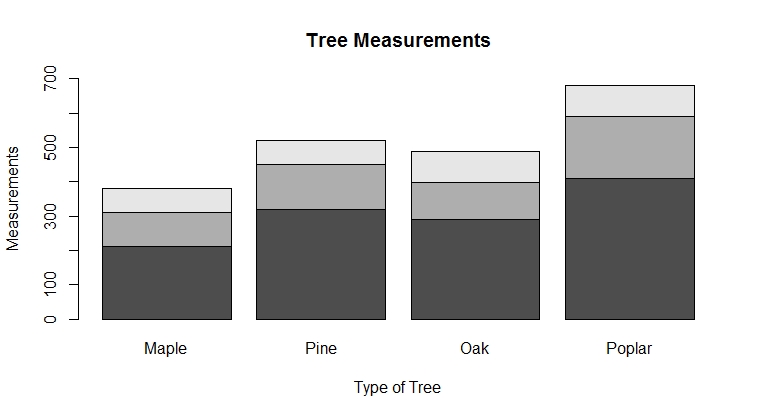 Tree Measurements
Measurements
700
500
300
100
0
Maple Pine Oak Poplar
Type of Tree